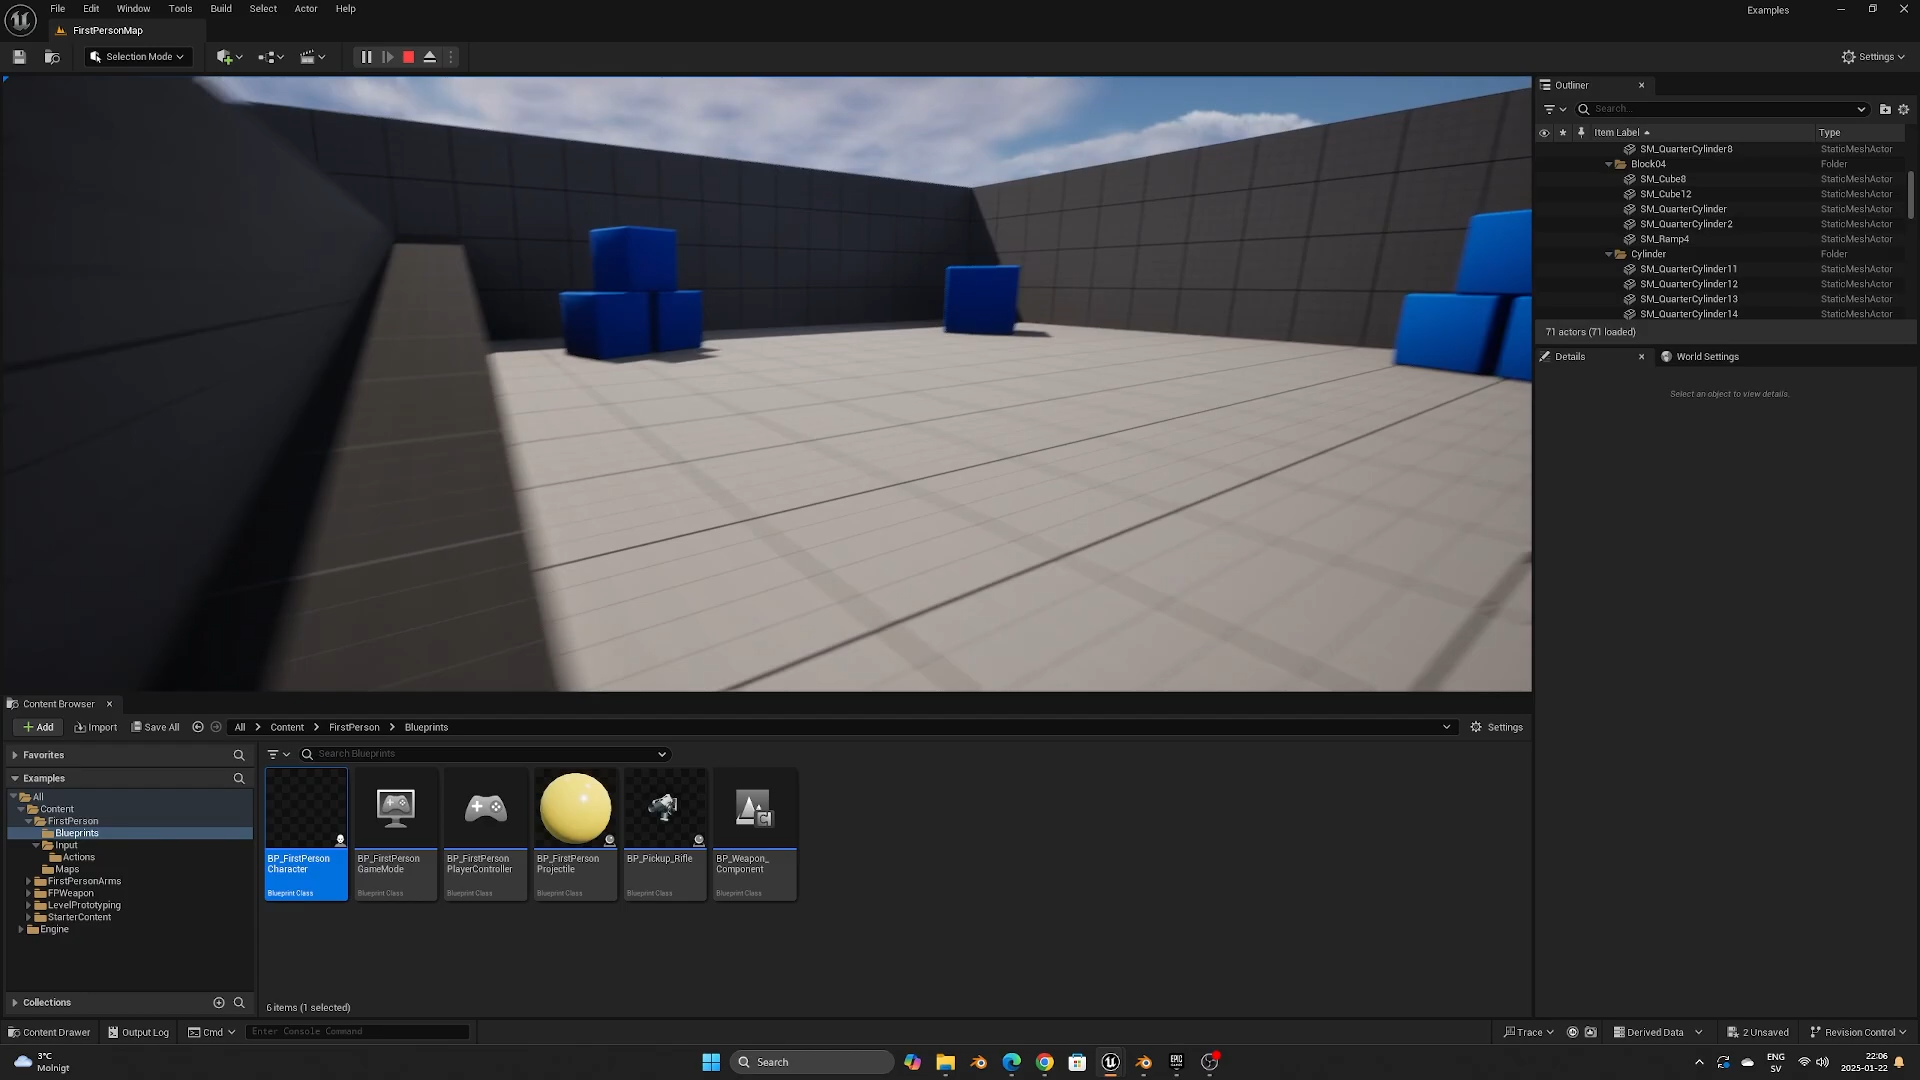 File Edit Window Tools Build Select Actor Help
Examples
FirstPersonMap
Selection Mode
Settings
Outliner
Search...
Item Label Type
SM_QuarterCylinder8 StaticMeshActor
Block04 Folder
SM_Cube8 StaticMeshActor
SM_Cube12 StaticMeshActor
SM_QuarterCylinder StaticMeshActor
SM_QuarterCylinder2 StaticMeshActor
SM_Ramp4 StaticMeshActor
Cylinder Folder
SM_QuarterCylinder11 StaticMeshActor
SM_QuarterCylinder12 StaticMeshActor
SM_QuarterCylinder13 StaticMeshActor
SM_QuarterCylinder14 StaticMeshActor
71 actors (71 loaded)
Details World Settings
Select an object to view details.
Content Browser
Add Import Save All All Content FirstPerson Blueprints Settings
Favorites
Search Blueprints
Examples
All
Content
FirstPerson
Blueprints
Input
Actions
Maps
FirstPersonArms
FPWeapon
LevelPrototyping
StarterContent
Engine
Collections
BP_FirstPerson
Character
Blueprint Class
BP_FirstPerson
GameMode
Blueprint Class
BP_FirstPerson
PlayerController
Blueprint Class
BP_FirstPerson
Projectile
Blueprint Class
BP_Pickup_Rifle
Blueprint Class
BP_Weapon_
Component
Blueprint Class
6 items (1 selected)
Content Drawer Output Log Cmd Enter Console Command Trace Derived Data 2 Unsaved Revision Control
3°C
Molnigt
Search
EPIC
GAMES
ENG
SV
22:06
2025-01-22